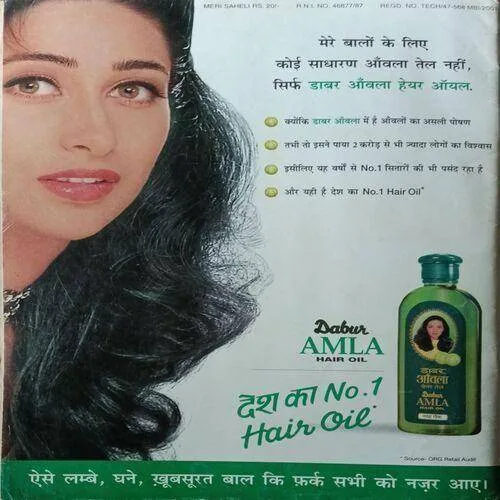 MERI SAHELI RS. 20/- R N I. NO. 46877/87 REGD. NO. TECH/47-568 MBI-200
मेरे बालों के लिए
कोई साधारण आँवला तेल नहीं,
सिर्फ डाबर आँवला हेयर ऑयल.
क्योंकि डाबर आँवला में है आँवलों का असली पोषण
तभी तो इसने पाया 2 करोड़ से भी ज़्यादा लोगों का विश्वास
इसीलिए यह वर्षों से No.1 सितारों की भी पसंद रहा है
और यही है देश का No.1 Hair Oil*
Dabur
AMLA
HAIR OIL
डाबर
आँवला
केश तेल
Dabur
AMLA
HAIR OIL
देश का No.1
Hair Oil*
* Source- ORG Retail Audit
ऐसे लम्बे, घने, ख़ूबसूरत बाल कि फ़र्क सभी को नज़र आए।